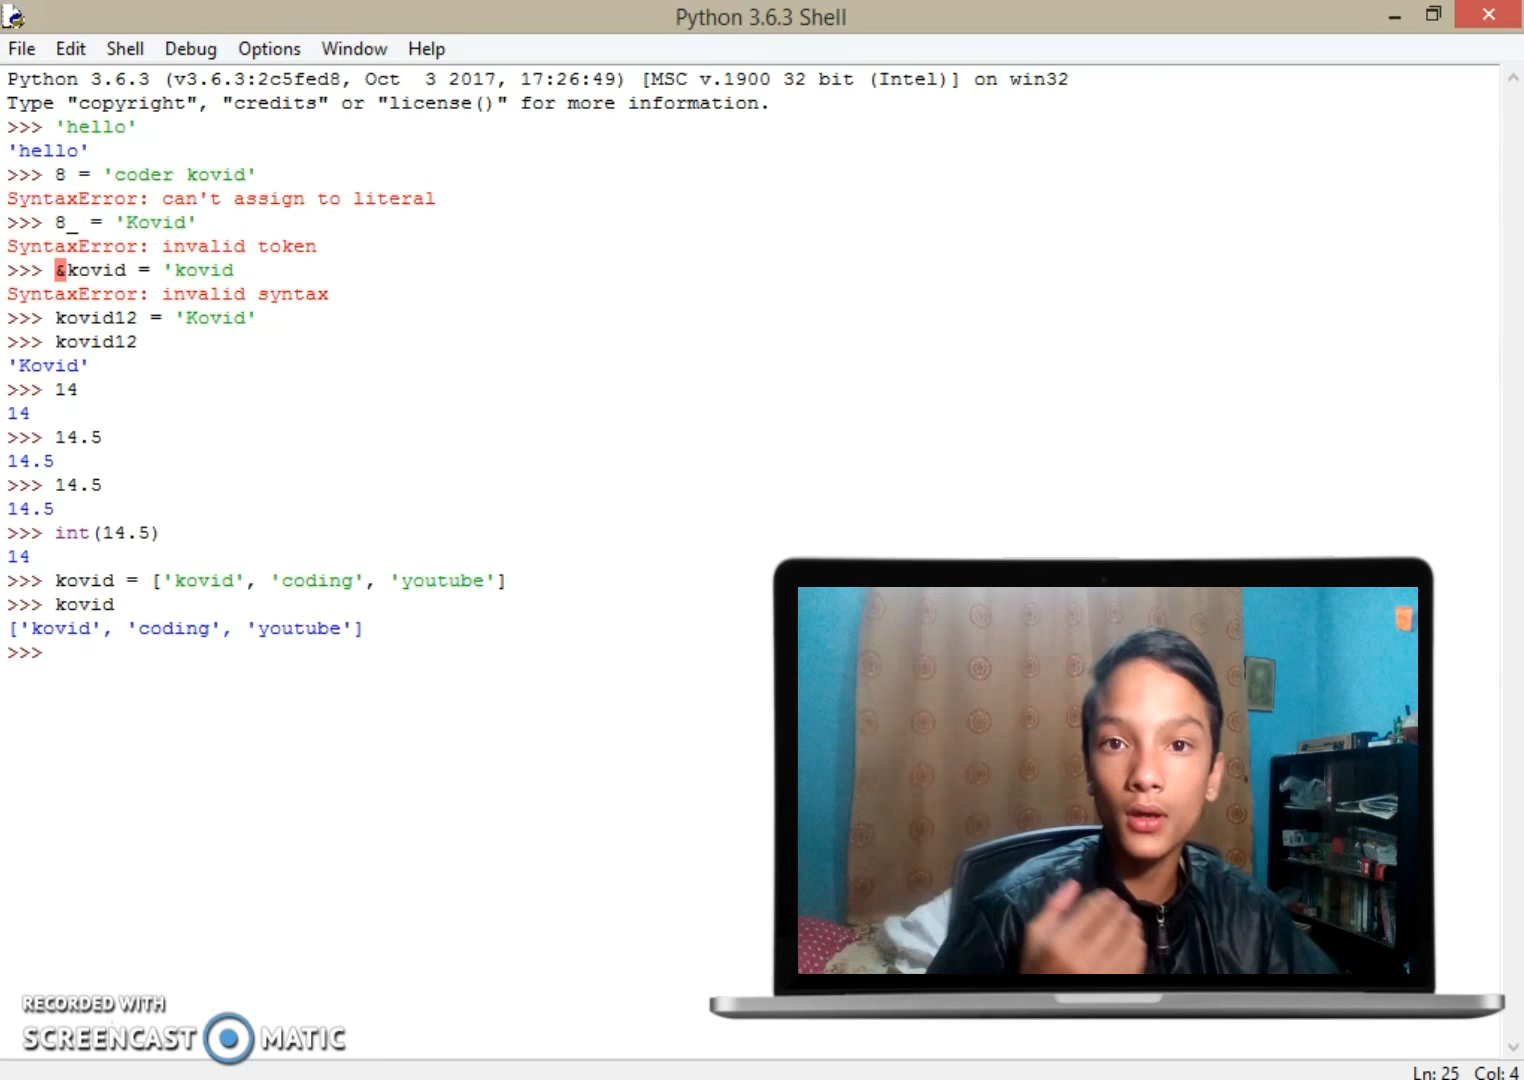 Python 3.6.3 Shell
File Edit Shell Debug Options Window Help
Python 3.6.3 (v3.6.3:2c5fed8, Oct  3 2017, 17:26:49) [MSC v.1900 32 bit (Intel)] on win32
Type "copyright", "credits" or "license()" for more information.
>>> 'hello'
'hello'
>>> 8 = 'coder kovid'
SyntaxError: can't assign to literal
>>> 8_ = 'Kovid'
SyntaxError: invalid token
>>> &kovid = 'kovid
SyntaxError: invalid syntax
>>> kovid12 = 'Kovid'
>>> kovid12
'Kovid'
>>> 14
14
>>> 14.5
14.5
>>> 14.5
14.5
>>> int(14.5)
14
>>> kovid = ['kovid', 'coding', 'youtube']
>>> kovid
['kovid', 'coding', 'youtube']
>>>
RECORDED WITH
SCREENCAST MATIC
Ln: 25 Col: 4